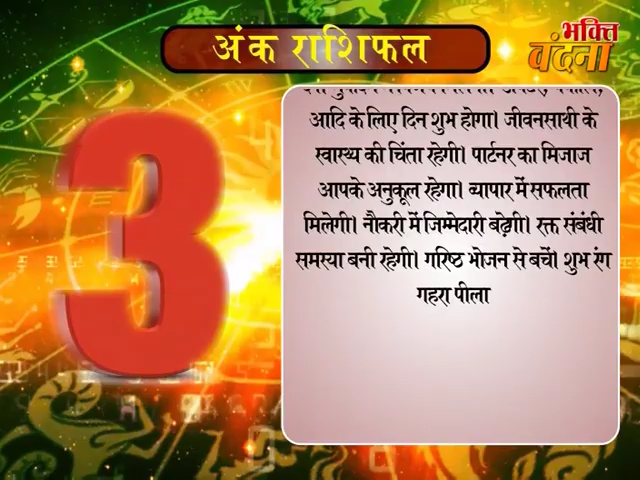 अंक राशिफल
भक्ति
वंदना
3
आदि के लिए दिन शुभ होगा। जीवनसाथी के
स्वास्थ्य की चिंता रहेगी। पार्टनर का मिजाज
आपके अनुकूल रहेगा। व्यापार में सफलता
मिलेगी। नौकरी में जिम्मेदारी बढ़ेगी। रक्त संबंधी
समस्या बनी रहेगी। गरिष्ठ भोजन से बचें। शुभ रंग
गहरा पीला